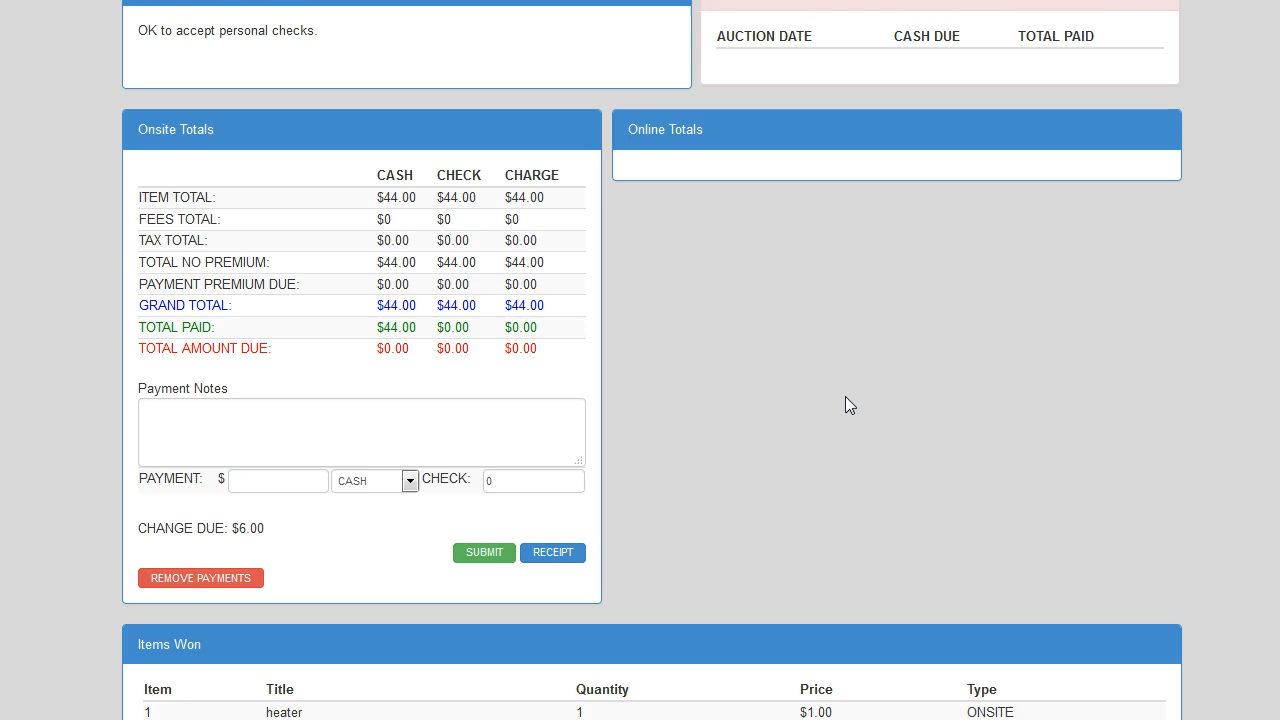 OK to accept personal checks.
AUCTION DATE CASH DUE TOTAL PAID
Onsite Totals
Online Totals
CASH CHECK CHARGE
ITEM TOTAL: $44.00 $44.00 $44.00
FEES TOTAL: $0 $0 $0
TAX TOTAL: $0.00 $0.00 $0.00
TOTAL NO PREMIUM: $44.00 $44.00 $44.00
PAYMENT PREMIUM DUE: $0.00 $0.00 $0.00
GRAND TOTAL: $44.00 $44.00 $44.00
TOTAL PAID: $44.00 $0.00 $0.00
TOTAL AMOUNT DUE: $0.00 $0.00 $0.00
Payment Notes
PAYMENT: $ CASH CHECK: 0
CHANGE DUE: $6.00
SUBMIT RECEIPT
REMOVE PAYMENTS
Items Won
Item Title Quantity Price Type
1 heater 1 $1.00 ONSITE